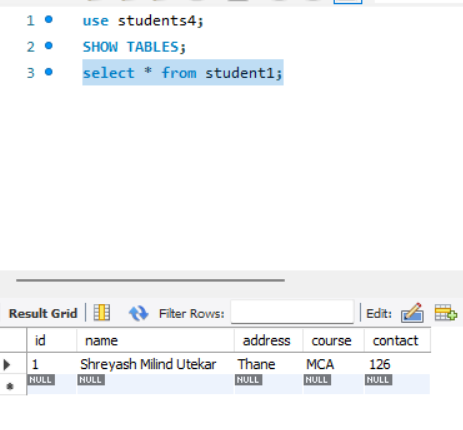 1 use students4;
2 SHOW TABLES;
3 select * from student1;
Result Grid Filter Rows: Edit:
id name address course contact
1 Shreyash Milind Utekar Thane MCA 126
NULL NULL NULL NULL NULL